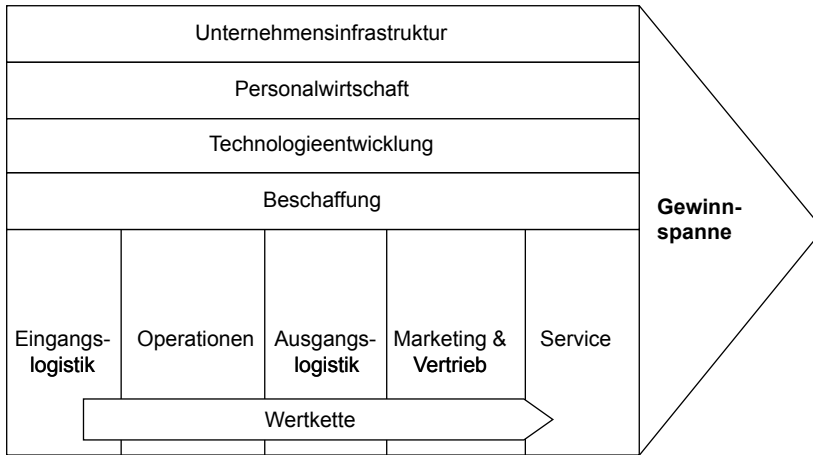 Unternehmensinfrastruktur
Personalwirtschaft
Technologieentwicklung
Beschaffung
Gewinn-
spanne
Eingangs-
logistik
Operationen
Ausgangs-
logistik
Marketing &
Vertrieb
Service
Wertkette